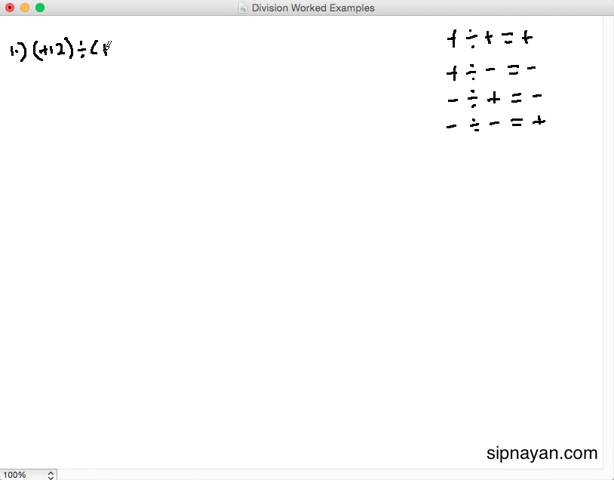 Division Worked Examples
1.) (+12) ÷ (+
+ ÷ + = +
+ ÷ - = -
- ÷ + = -
- ÷ - = +
sipnayan.com
100%